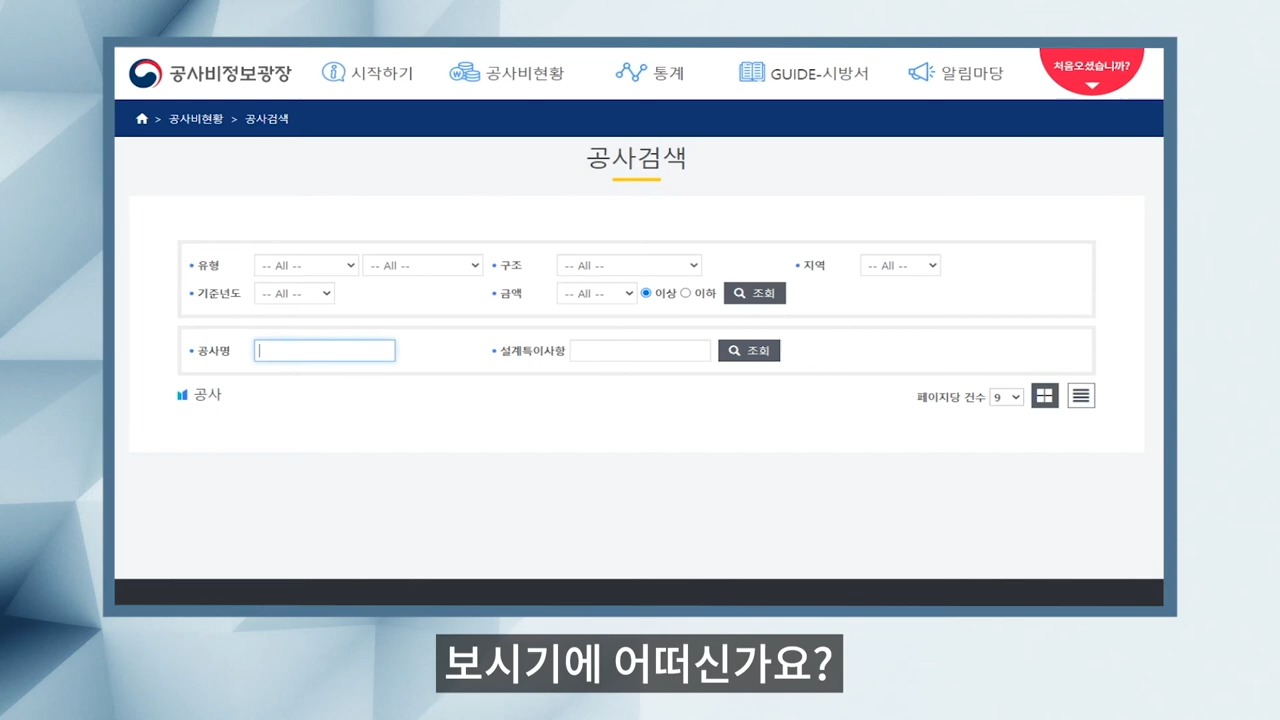 공사비정보광장
시작하기
공사비현황
통계
GUIDE-시방서
알림마당
처음오셨습니까?
> 공사비현황 > 공사검색
공사검색
유형 -- All -- -- All -- 구조 -- All -- 지역 -- All --
기준년도 -- All -- 금액 -- All -- 이상 이하 조회
공사명 설계특이사항 조회
공사 페이지당 건수 9
보시기에 어떠신가요?